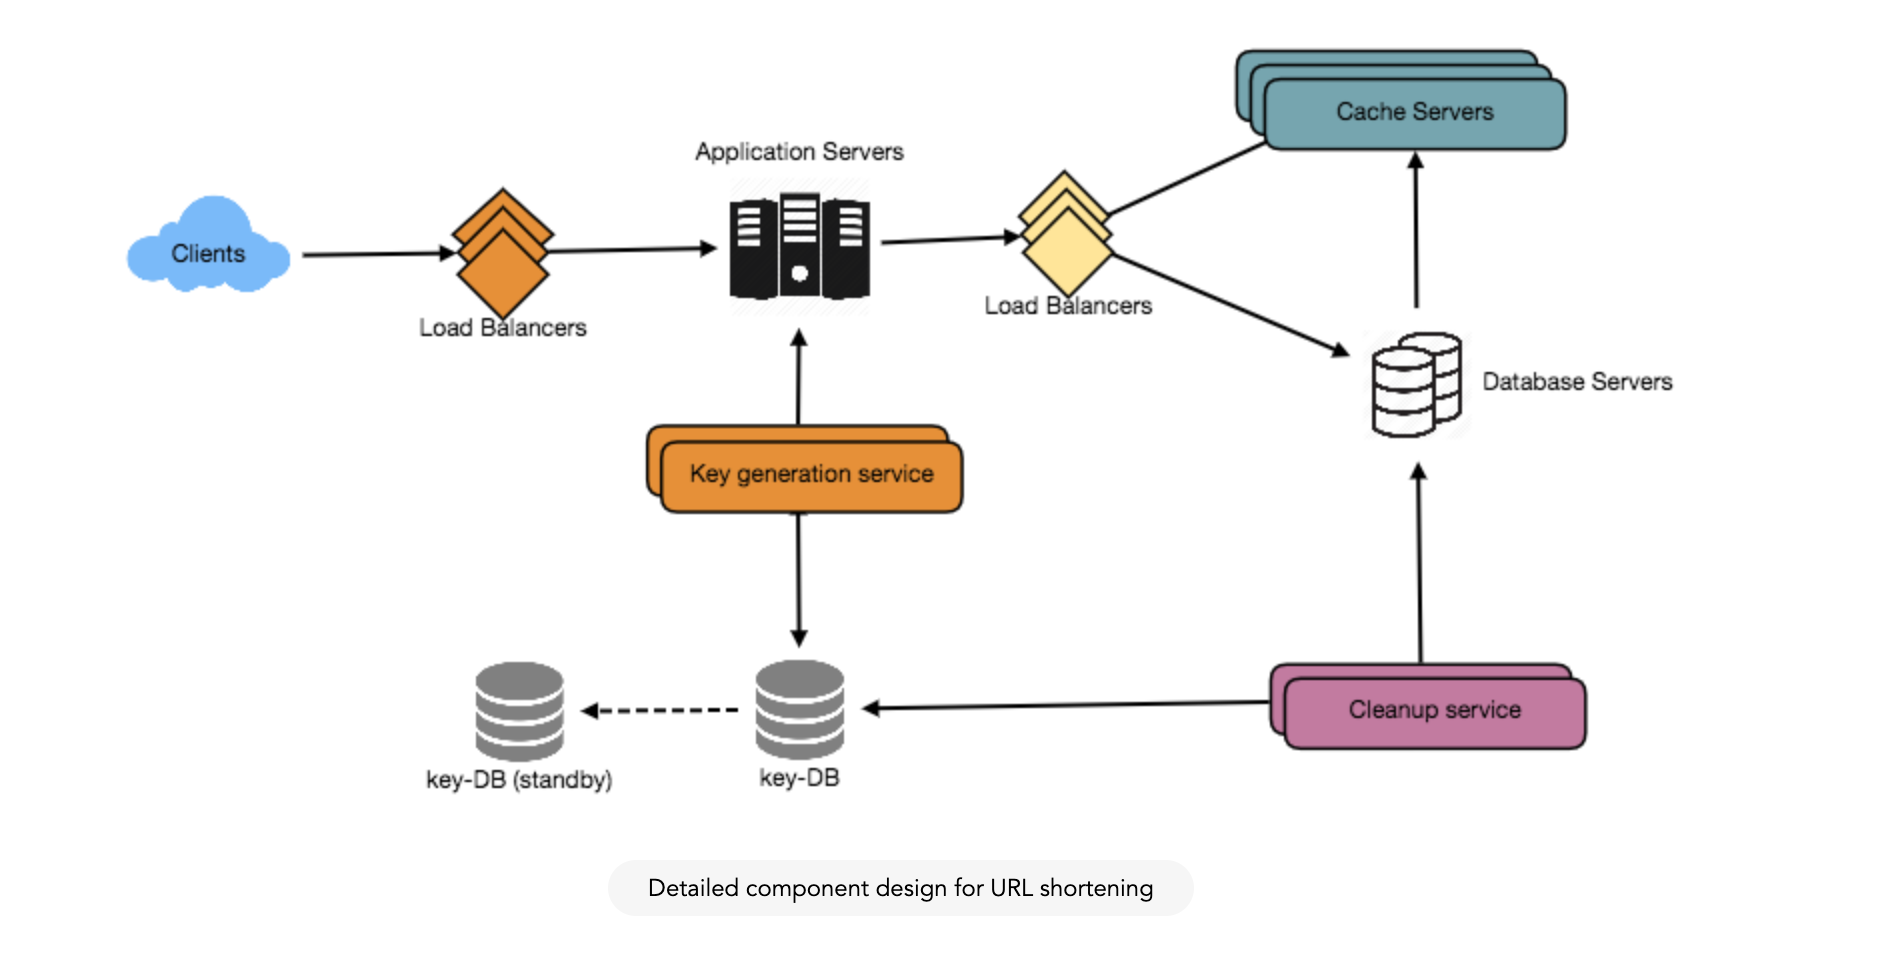 Cache Servers
Application Servers
Clients
Load Balancers
Load Balancers
Database Servers
Key generation service
Cleanup service
key-DB (standby)
key-DB
Detailed component design for URL shortening